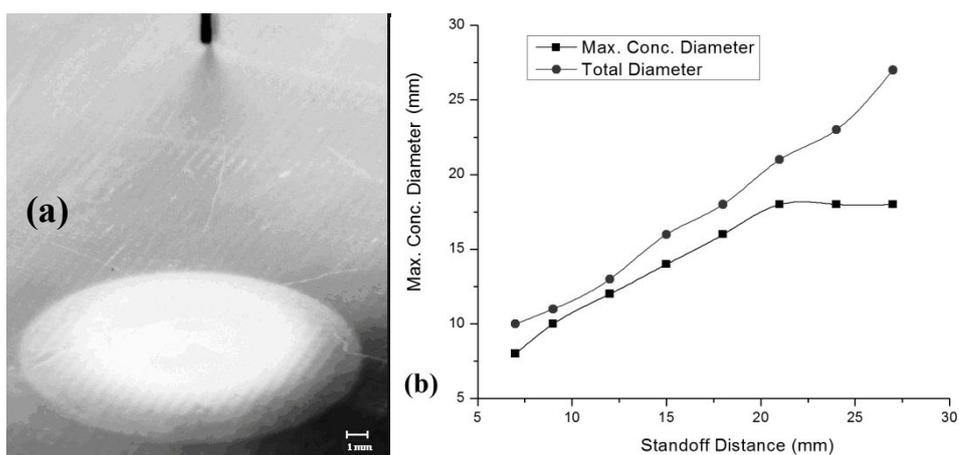 (a)
1 mm
(b)
Max. Conc. Diameter (mm)
30
25
20
15
10
5
Max. Conc. Diameter
Total Diameter
5 10 15 20 25 30
Standoff Distance (mm)